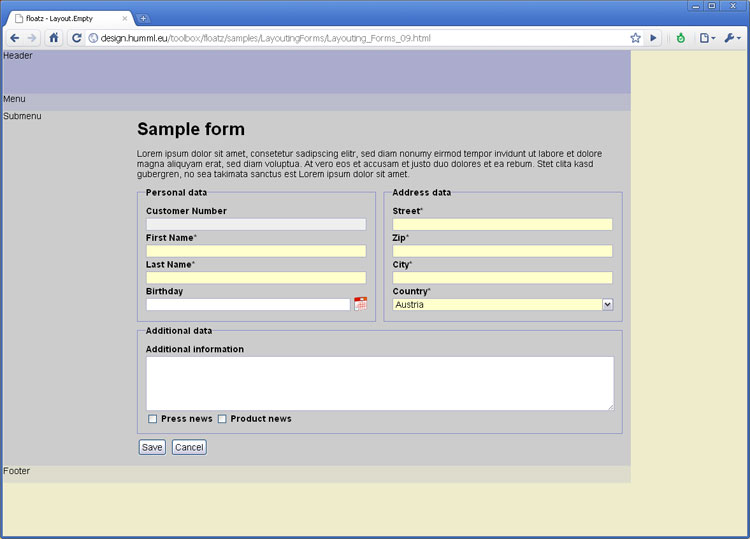 floatz - Layout.Empty
design.humml.eu/toolbox/floatz/samples/LayoutingForms/Layouting_Forms_09.html
Header
Menu
Submenu
Sample form
Lorem ipsum dolor sit amet, consetetur sadipscing elitr, sed diam nonumy eirmod tempor invidunt ut labore et dolore
magna aliquyam erat, sed diam voluptua. At vero eos et accusam et justo duo dolores et ea rebum. Stet clita kasd
gubergren, no sea takimata sanctus est Lorem ipsum dolor sit amet.
Personal data
Customer Number
First Name*
Last Name*
Birthday
Address data
Street*
Zip*
City*
Country*
Austria
Additional data
Additional information
Press news Product news
Save Cancel
Footer